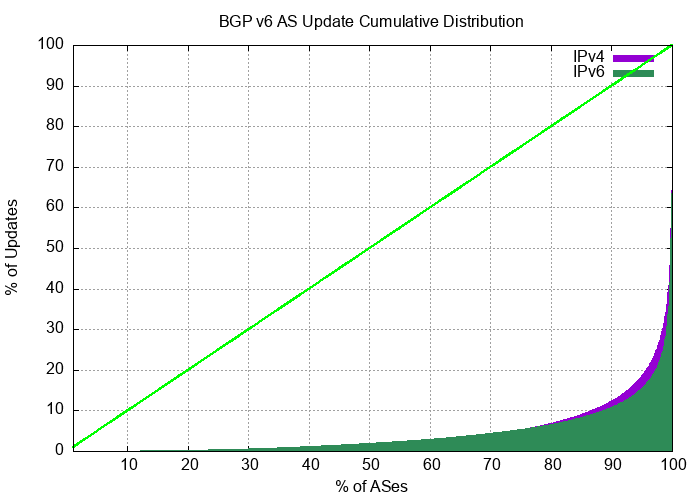 BGP v6 AS Update Cumulative Distribution
IPv4
IPv6
100
90
80
70
60
50
40
30
20
10
0
% of Updates
10 20 30 40 50 60 70 80 90 100
% of ASes